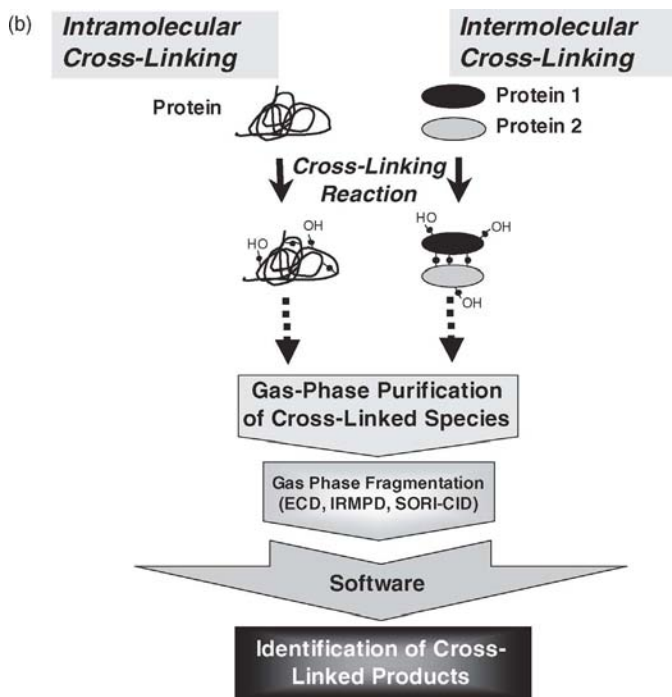 (b)
Intramolecular
Cross-Linking
Intermolecular
Cross-Linking
Protein
Protein 1
Protein 2
Cross-Linking
Reaction
HO
OH
HO
OH
OH
Gas-Phase Purification
of Cross-Linked Species
Gas Phase Fragmentation
(ECD, IRMPD, SORI-CID)
Software
Identification of Cross-
Linked Products